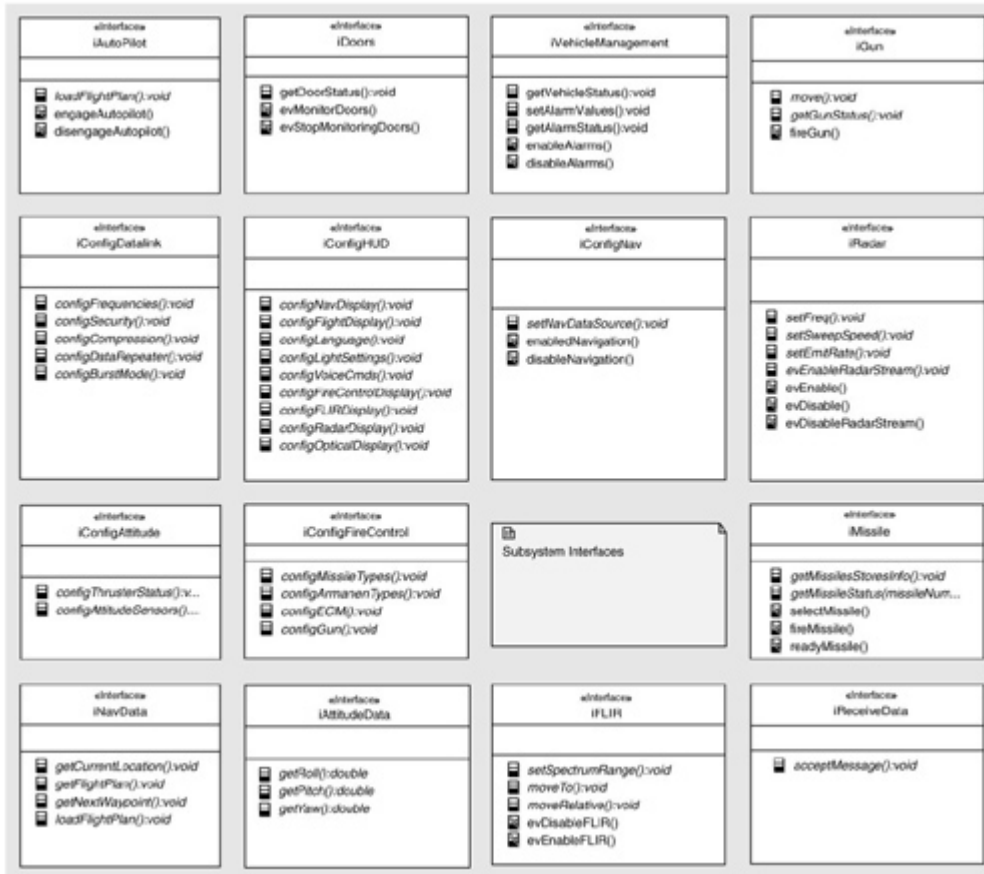 «Interface»
iAutoPilot
loadFlightPlan():void
engageAutopilot()
disengageAutopilot()
«Interface»
iDoors
getDoorStatus():void
evMonitorDoors()
evStopMonitoringDoors()
«Interface»
iVehicleManagement
getVehicleStatus():void
setAlarmValues():void
getAlarmStatus():void
enableAlarms()
disableAlarms()
«Interface»
iGun
move():void
getGunStatus():void
fireGun()
«Interface»
iConfigDatalink
configFrequencies():void
configSecurity():void
configCompression():void
configDataRepeater():void
configBurstMode():void
«Interface»
iConfigHUD
configNavDisplay():void
configFlightDisplay():void
configLanguage():void
configLightSettings():void
configVoiceCmds():void
configFireControlDisplay():void
configFLIRDisplay():void
configRadarDisplay():void
configOpticalDisplay():void
«Interface»
iConfigNav
setNavDataSource():void
enabledNavigation()
disableNavigation()
«Interface»
iRadar
setFreq():void
setSweepSpeed():void
setEmitRate():void
evEnableRadarStream():void
evEnable()
evDisable()
evDisableRadarStream()
«Interface»
iConfigAttitude
configThrusterStatus():v...
configAttitudeSensors()...
«Interface»
iConfigFireControl
configMissileTypes():void
configArmanenTypes():void
configECM():void
configGun():void
Subsystem Interfaces
«Interface»
iMissile
getMissilesStoresInfo():void
getMissileStatus(missileNum...
selectMissile()
fireMissile()
readyMissile()
«Interface»
iNavData
getCurrentLocation():void
getFlightPlan():void
getNextWaypoint():void
loadFlightPlan():void
«Interface»
iAttitudeData
getRoll():double
getPitch():double
getYaw():double
«Interface»
iFLIR
setSpectrumRange():void
moveTo():void
moveRelative():void
evDisableFLIR()
evEnableFLIR()
«Interface»
iReceiveData
acceptMessage():void